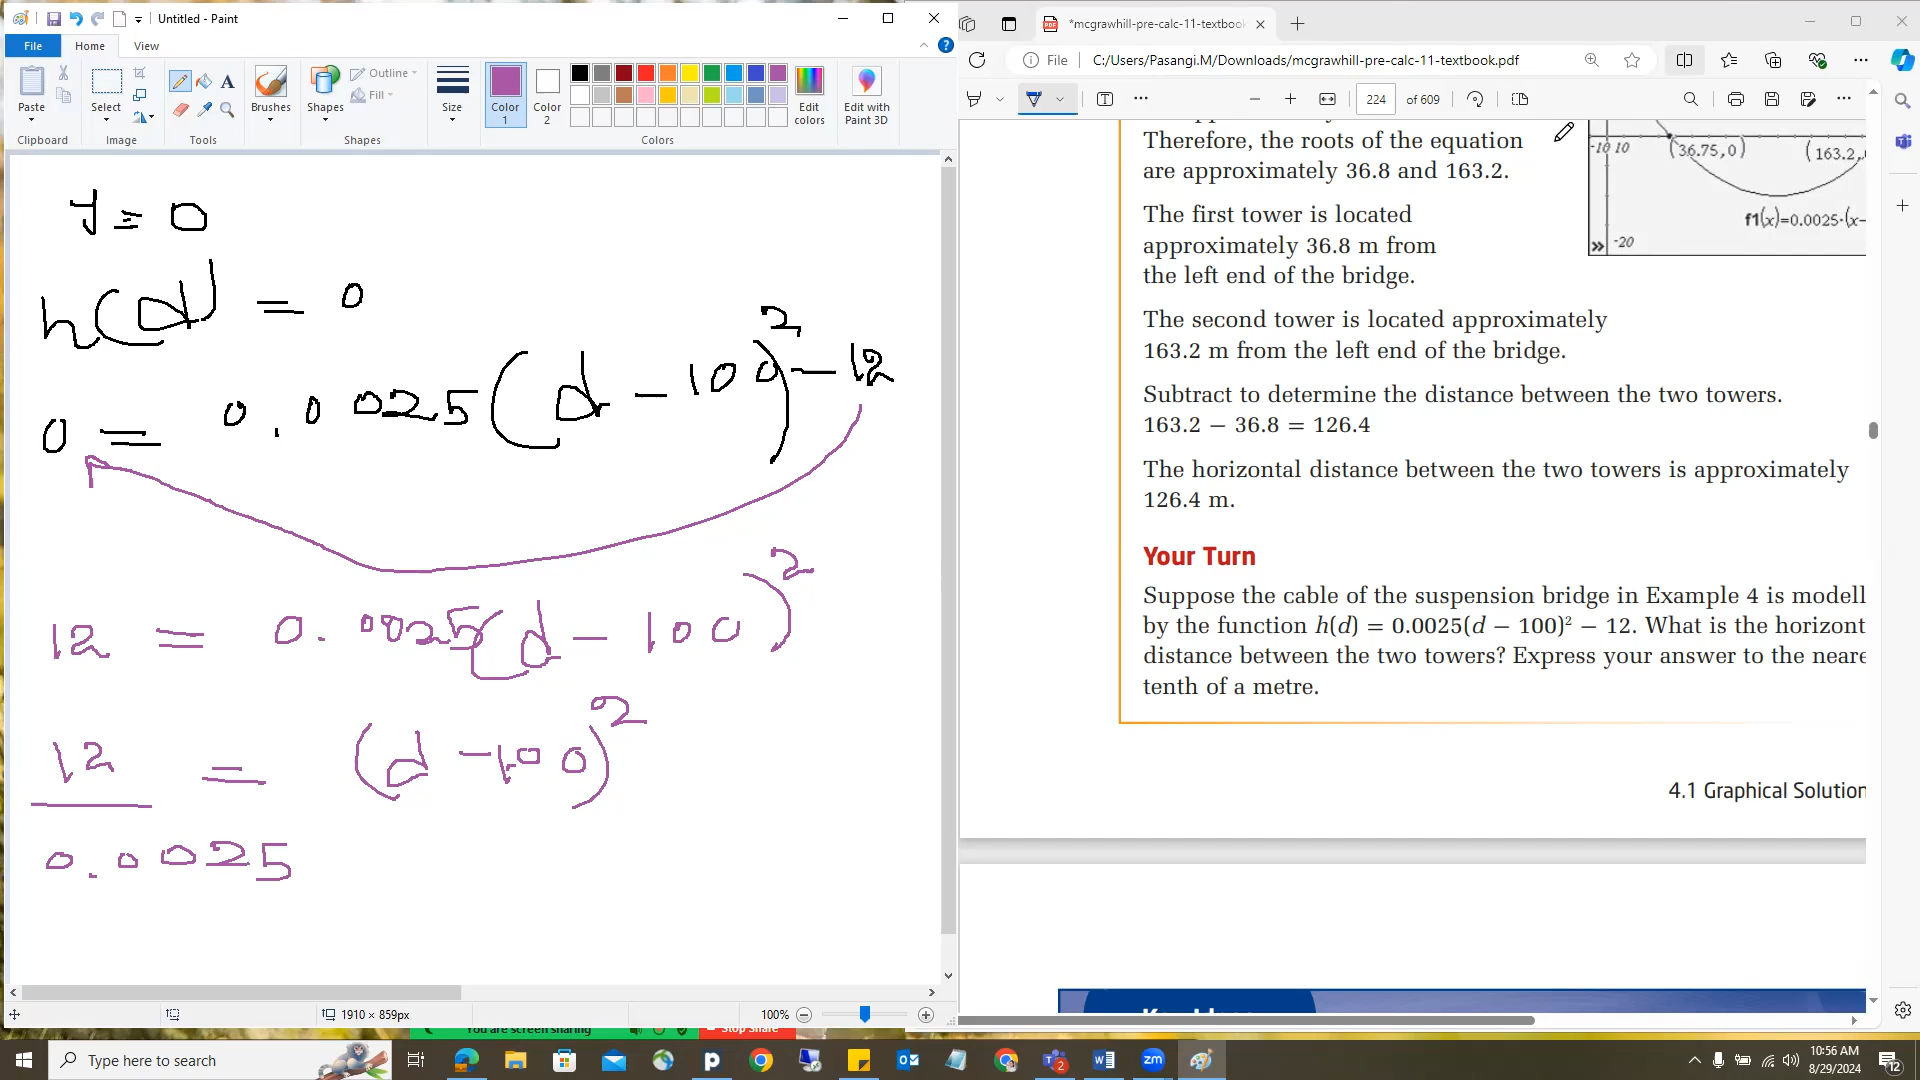 Untitled - Paint
File Home View
Paste
Select
Brushes
Shapes
Outline
Fill
Size
Color 1
Color 2
Edit colors
Edit with Paint 3D
Clipboard
Image
Tools
Shapes
Colors
y = 0
h(d) = 0
0 = 0.0025(d - 100)² - 12
12 = 0.0025(d - 100)²
12 = (d - 100)²
0.0025
1910 × 859px
100%
*mcgrawhill-pre-calc-11-textbook
File C:/Users/Pasangi.M/Downloads/mcgrawhill-pre-calc-11-textbook.pdf
224 of 609
Therefore, the roots of the equation
are approximately 36.8 and 163.2.
The first tower is located
approximately 36.8 m from
the left end of the bridge.
-10 10
(36.75,0)
(163.2,
f1(x)=0.0025·(x-
-20
The second tower is located approximately
163.2 m from the left end of the bridge.
Subtract to determine the distance between the two towers.
163.2 − 36.8 = 126.4
The horizontal distance between the two towers is approximately
126.4 m.
Your Turn
Suppose the cable of the suspension bridge in Example 4 is modell
by the function h(d) = 0.0025(d − 100)² − 12. What is the horizont
distance between the two towers? Express your answer to the neare
tenth of a metre.
4.1 Graphical Solution
You are screen sharing
Stop Share
Type here to search
10:56 AM
8/29/2024
12